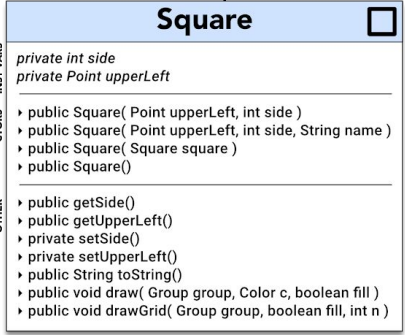 Square
private int side
private Point upperLeft
‣ public Square( Point upperLeft, int side )
‣ public Square( Point upperLeft, int side, String name )
‣ public Square( Square square )
‣ public Square()
‣ public getSide()
‣ public getUpperLeft()
‣ private setSide()
‣ private setUpperLeft()
‣ public String toString()
‣ public void draw( Group group, Color c, boolean fill )
‣ public void drawGrid( Group group, boolean fill, int n )